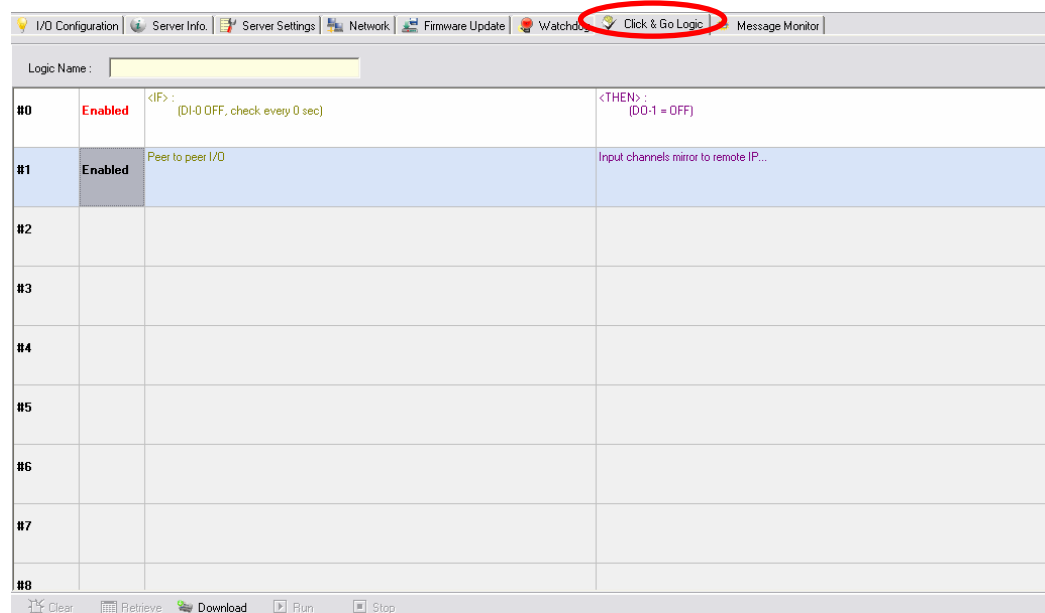 I/O Configuration Server Info. Server Settings Network Firmware Update Watchdog Click & Go Logic Message Monitor
Logic Name :
#0 Enabled <IF> : <THEN> :
(DI-0 OFF, check every 0 sec) (DO-1 = OFF)
#1 Enabled Peer to peer I/O Input channels mirror to remote IP...
#2
#3
#4
#5
#6
#7
#8
Clear Retrieve Download Run Stop